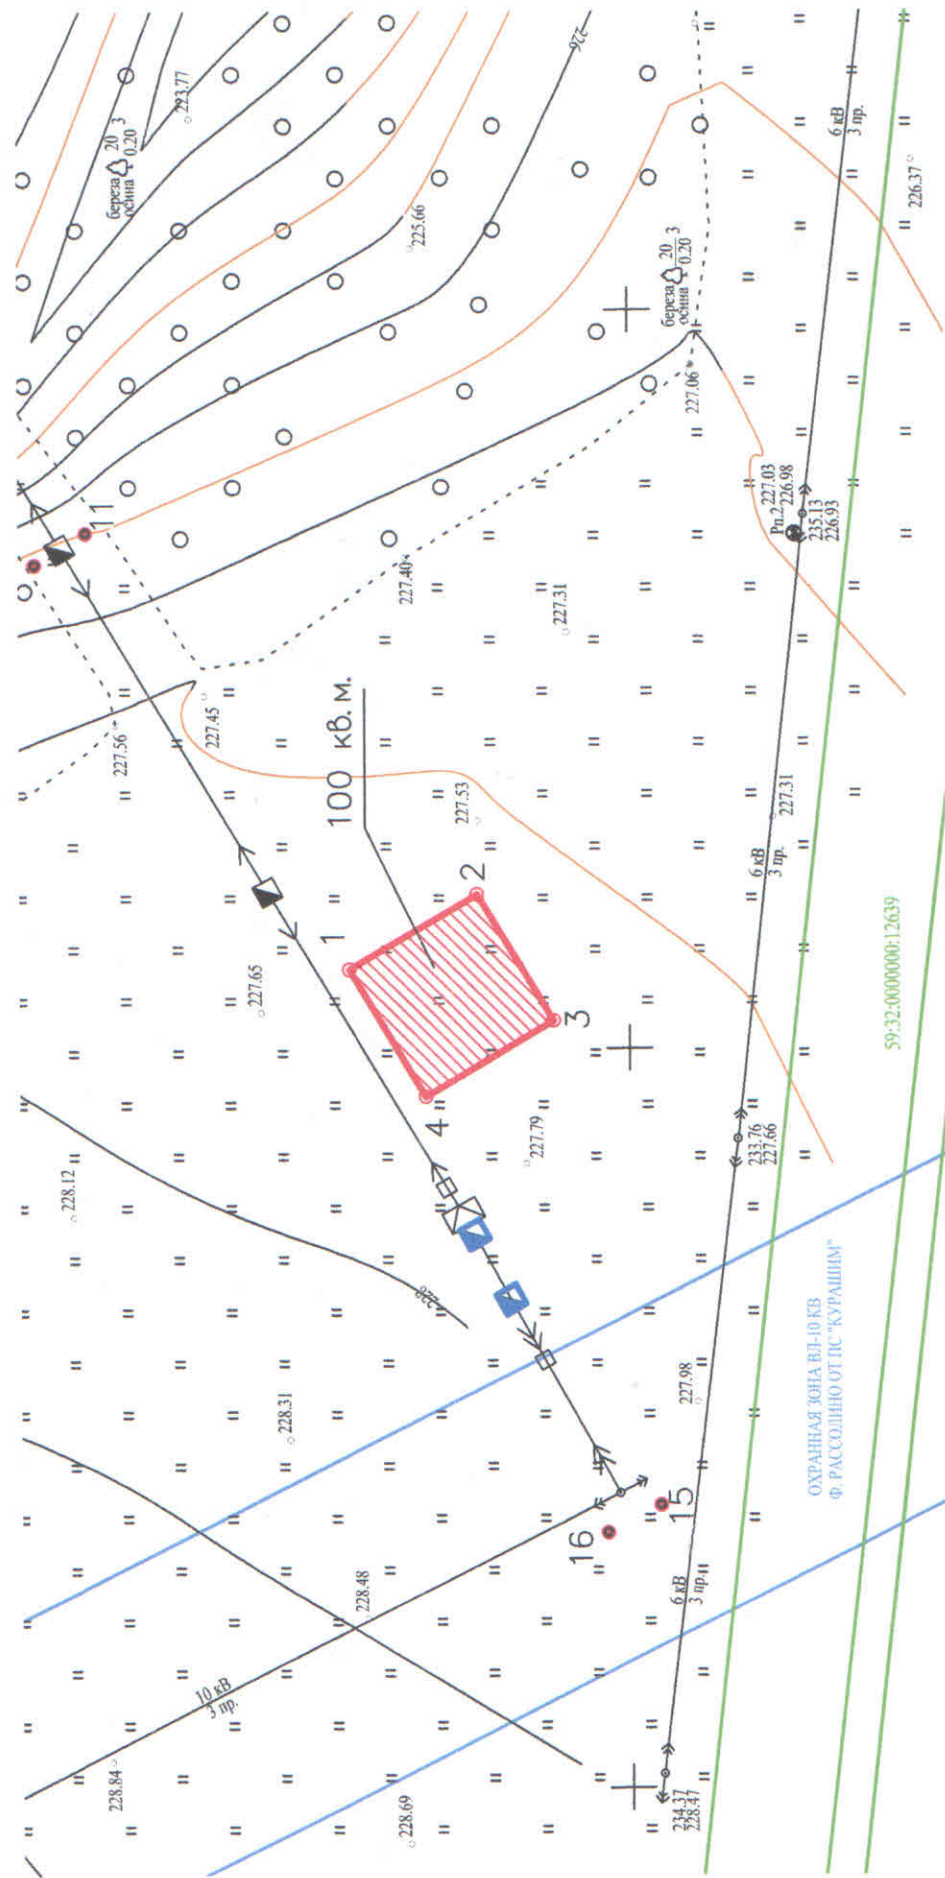 береза 20 3
осина 0.20
223.77
226
225.66
береза 20 3
осина 0.20
227.06
6 кВ
3 пр.
226.37
11
227.40
227.31
Рп.2 227.03
226.98
235.13
226.93
227.56
227.45
100 кв. м.
227.53
227.31
6 кВ
3 пр.
1
2
3
4
227.65
59:32:0000000:12639
228.12
227.79
233.76
227.66
228
228.31
227.98
ОХРАННАЯ ЗОНА ВЛ-10 КВ
Ф. РАССОЛИНО ОТ ПС "КУРАШИМ"
16
15
228.48
6 кВ
3 пр.
10 кВ
3 пр.
228.84
228.69
234.37
228.47